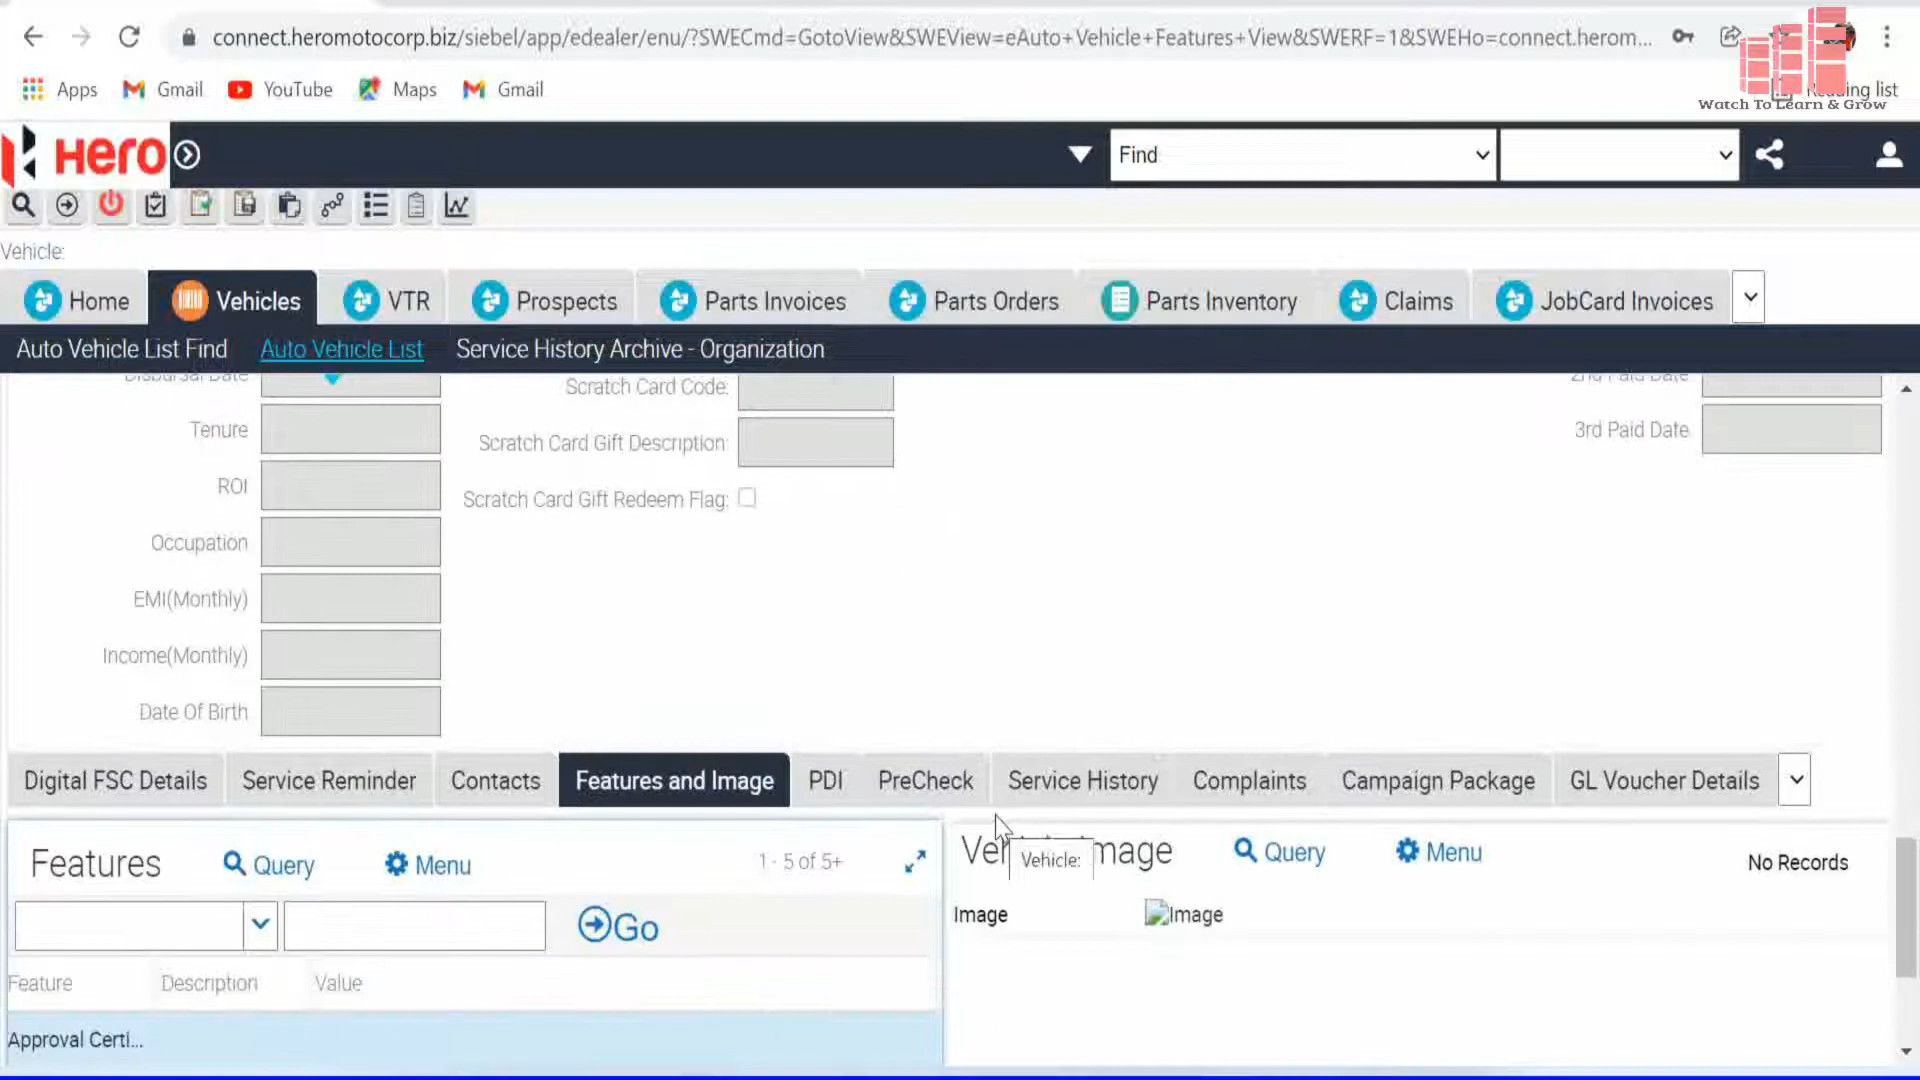 connect.heromotocorp.biz/siebel/app/edealer/enu/?SWECmd=GotoView&SWEView=eAuto+Vehicle+Features+View&SWERF=1&SWEHo=connect.herom...
Apps Gmail YouTube Maps Gmail
Watch To Learn & Grow
Hero Find
Vehicle:
Home Vehicles VTR Prospects Parts Invoices Parts Orders Parts Inventory Claims JobCard Invoices
Auto Vehicle List Find Auto Vehicle List Service History Archive - Organization
Disbursal Date Scratch Card Code: 2nd Paid Date
Tenure Scratch Card Gift Description: 3rd Paid Date
ROI Scratch Card Gift Redeem Flag:
Occupation
EMI(Monthly)
Income(Monthly)
Date Of Birth
Digital FSC Details Service Reminder Contacts Features and Image PDI PreCheck Service History Complaints Campaign Package GL Voucher Details
Features Query Menu 1 - 5 of 5+ Image Query Menu No Records
Vehicle:
Go Image Image
Feature Description Value
Approval Certi...